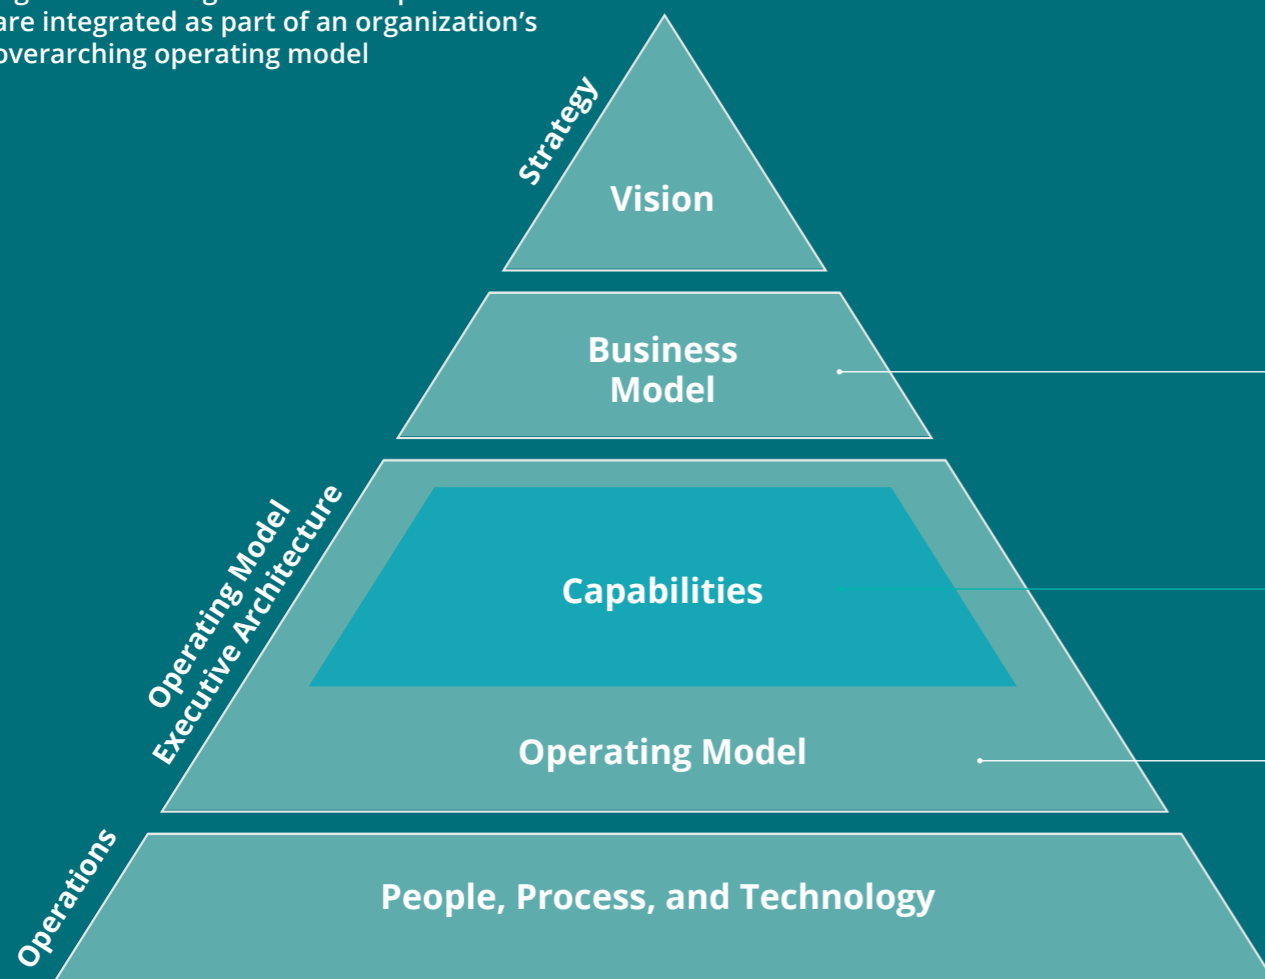 are integrated as part of an organization’s
overarching operating model
Strategy
Vision
Business
Model
Operating Model
Executive Architecture
Capabilities
Operating Model
Operations
People, Process, and Technology